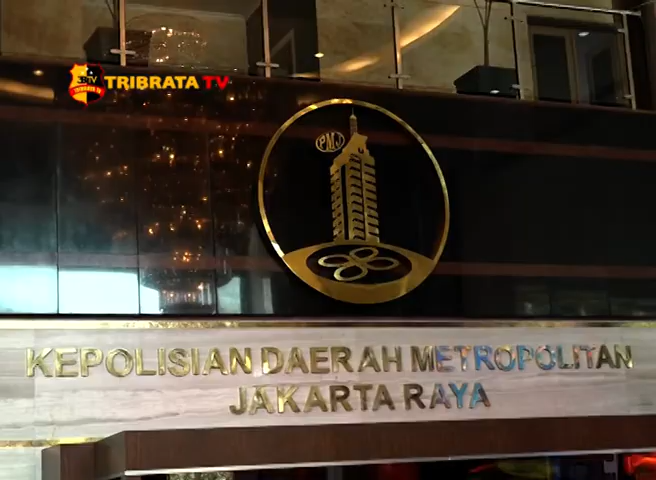 TRIBRATA TV
PMJ
KEPOLISIAN DAERAH METROPOLITAN
JAKARTA RAYA